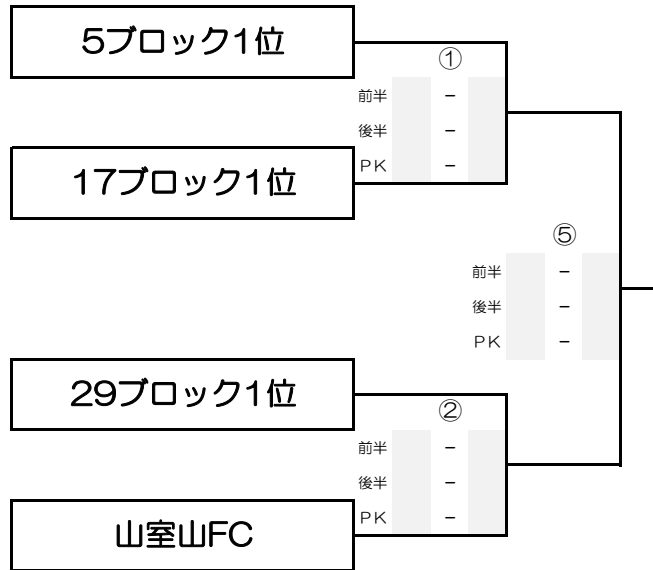 5ブロック1位
①
前半 -
後半 -
PK -
17ブロック1位
⑤
前半 -
後半 -
PK -
29ブロック1位
②
前半 -
後半 -
PK -
山室山FC